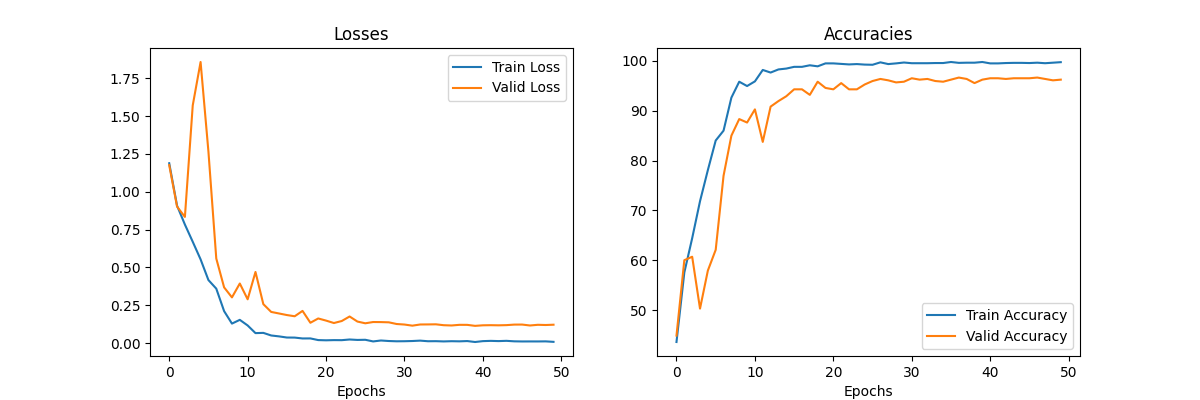 Losses
Train Loss
Valid Loss
1.75
1.50
1.25
1.00
0.75
0.50
0.25
0.00
0 10 20 30 40 50
Epochs
Accuracies
100
90
80
70
60
50
Train Accuracy
Valid Accuracy
0 10 20 30 40 50
Epochs